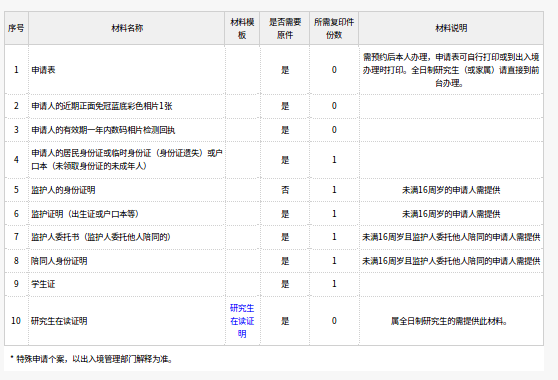 序号 材料名称 材料模板 是否需要原件 所需复印件份数 材料说明
1 申请表 是 0 需预约后本人办理，申请表可自行打印或到出入境办理时打印。全日制研究生（或家属）请直接到前台办理。
2 申请人的近期正面免冠蓝底彩色相片1张 是 0
3 申请人的有效期一年内数码相片检测回执 是 0
4 申请人的居民身份证或临时身份证（身份证遗失）或户口本（未领取身份证的未成年人） 是 1
5 监护人的身份证明 否 1 未满16周岁的申请人需提供
6 监护证明（出生证或户口本等） 是 1 未满16周岁的申请人需提供
7 监护人委托书（监护人委托他人陪同的） 是 1 未满16周岁且监护人委托他人陪同的申请人需提供
8 陪同人身份证明 是 1 未满16周岁且监护人委托他人陪同的申请人需提供
9 学生证 是 1
10 研究生在读证明 研究生在读证明 是 0 属全日制研究生的需提供此材料。
* 特殊申请个案，以出入境管理部门解释为准。